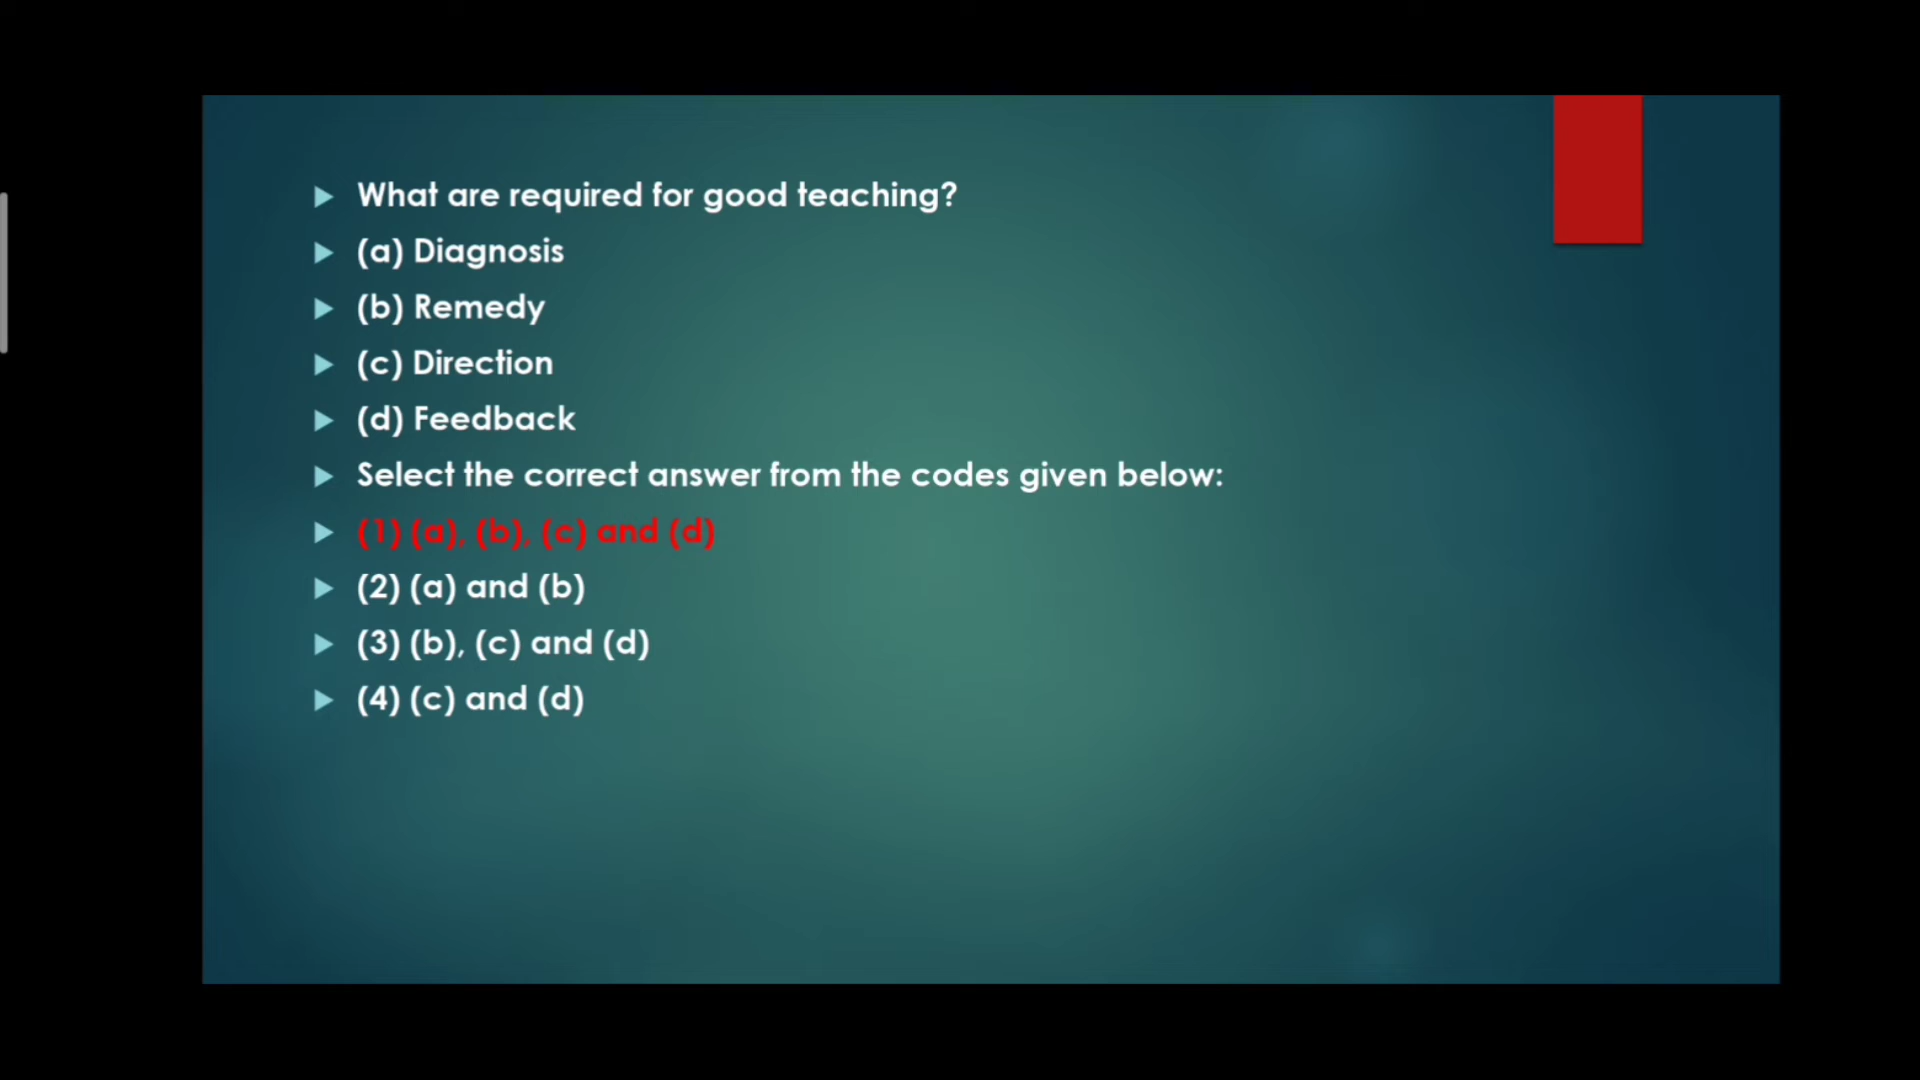 What are required for good teaching?
(a) Diagnosis
(b) Remedy
(c) Direction
(d) Feedback
Select the correct answer from the codes given below:
(1) (a), (b), (c) and (d)
(2) (a) and (b)
(3) (b), (c) and (d)
(4) (c) and (d)